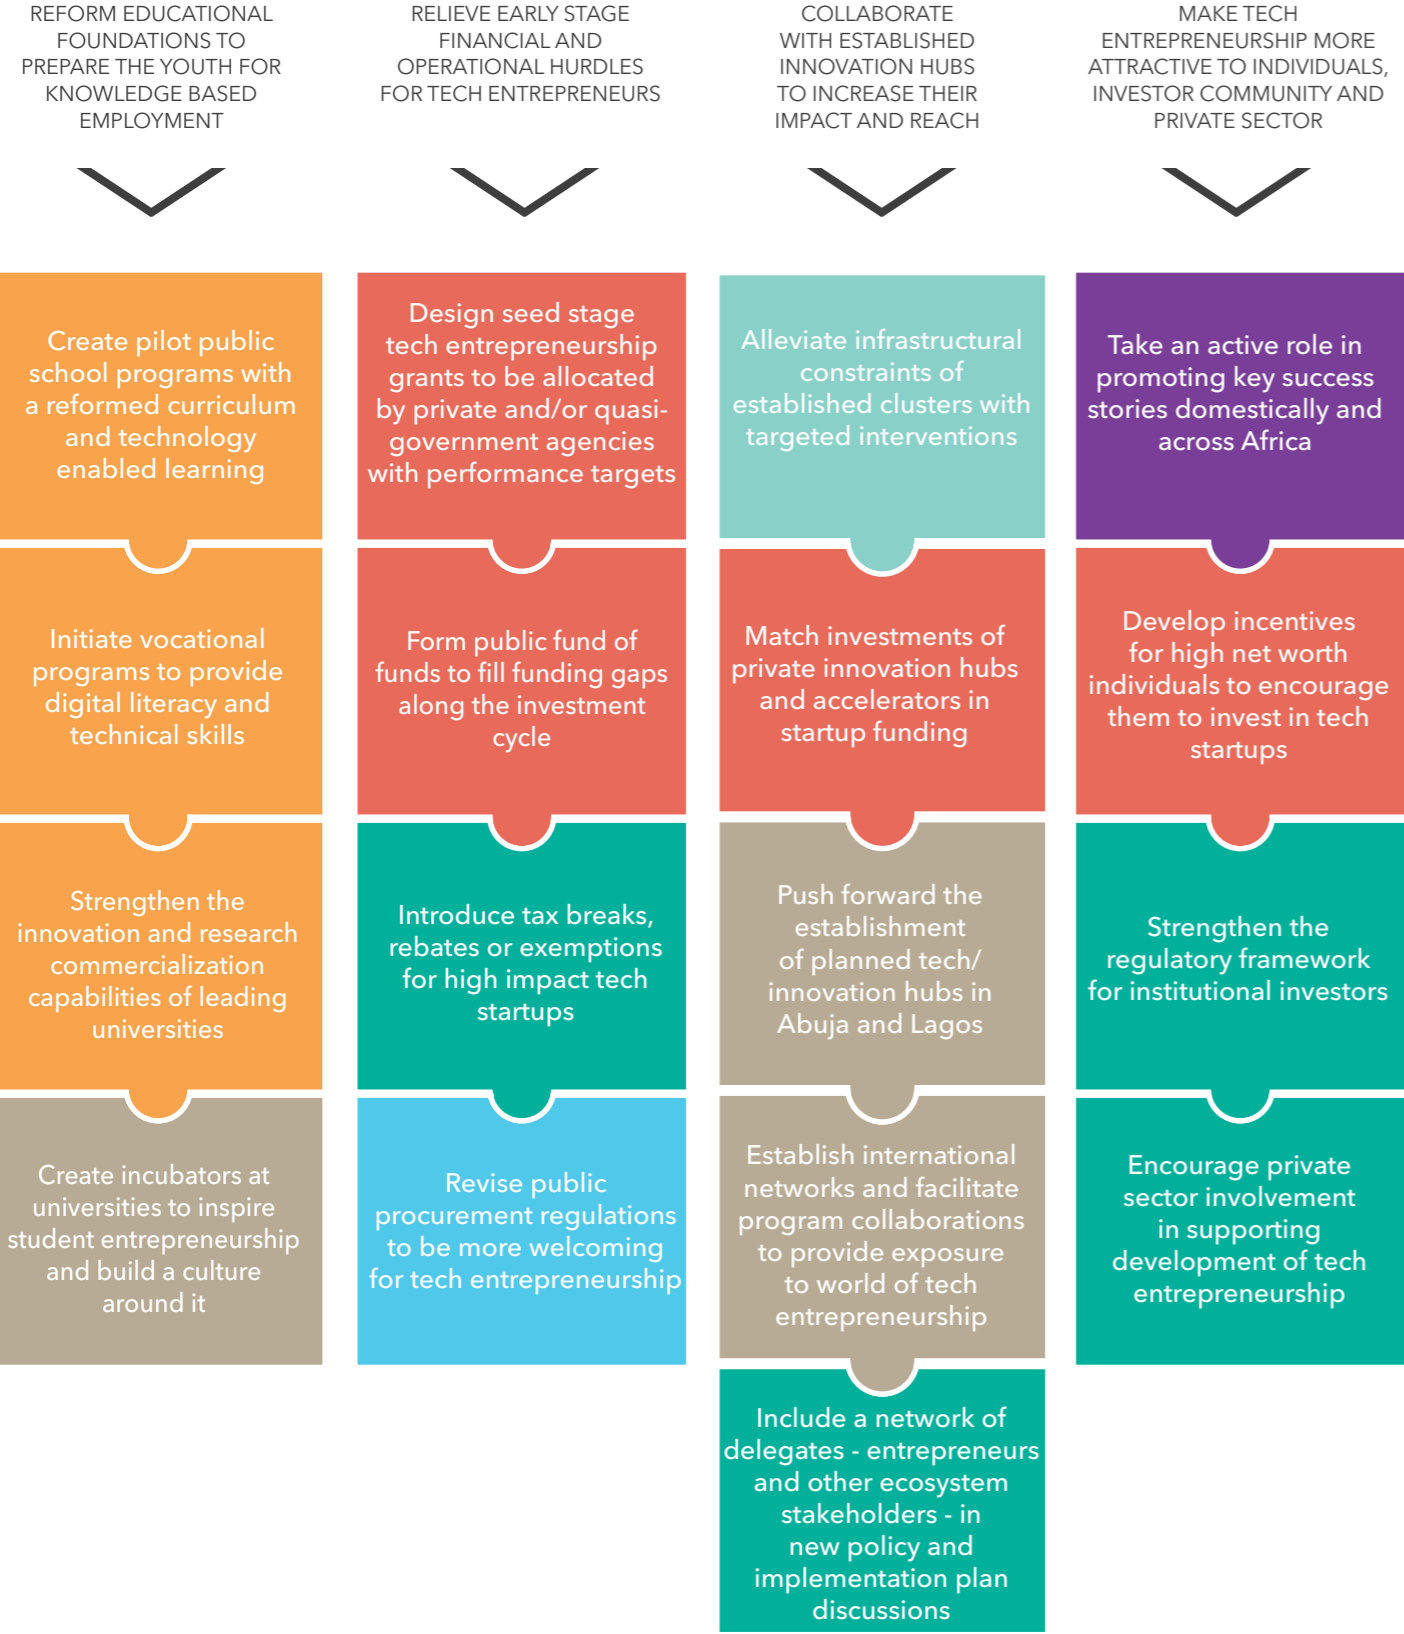 REFORM EDUCATIONAL
FOUNDATIONS TO
PREPARE THE YOUTH FOR
KNOWLEDGE BASED
EMPLOYMENT
RELIEVE EARLY STAGE
FINANCIAL AND
OPERATIONAL HURDLES
FOR TECH ENTREPRENEURS
COLLABORATE
WITH ESTABLISHED
INNOVATION HUBS
TO INCREASE THEIR
IMPACT AND REACH
MAKE TECH
ENTREPRENEURSHIP MORE
ATTRACTIVE TO INDIVIDUALS,
INVESTOR COMMUNITY AND
PRIVATE SECTOR
Create pilot public
school programs with
a reformed curriculum
and technology
enabled learning
Initiate vocational
programs to provide
digital literacy and
technical skills
Strengthen the
innovation and research
commercialization
capabilities of leading
universities
Create incubators at
universities to inspire
student entrepreneurship
and build a culture
around it
Design seed stage
tech entrepreneurship
grants to be allocated
by private and/or quasi-
government agencies
with performance targets
Form public fund of
funds to fill funding gaps
along the investment
cycle
Introduce tax breaks,
rebates or exemptions
for high impact tech
startups
Revise public
procurement regulations
to be more welcoming
for tech entrepreneurship
Alleviate infrastructural
constraints of
established clusters with
targeted interventions
Match investments of
private innovation hubs
and accelerators in
startup funding
Push forward the
establishment
of planned tech/
innovation hubs in
Abuja and Lagos
Establish international
networks and facilitate
program collaborations
to provide exposure
to world of tech
entrepreneurship
Include a network of
delegates - entrepreneurs
and other ecosystem
stakeholders - in
new policy and
implementation plan
discussions
Take an active role in
promoting key success
stories domestically and
across Africa
Develop incentives
for high net worth
individuals to encourage
them to invest in tech
startups
Strengthen the
regulatory framework
for institutional investors
Encourage private
sector involvement
in supporting
development of tech
entrepreneurship